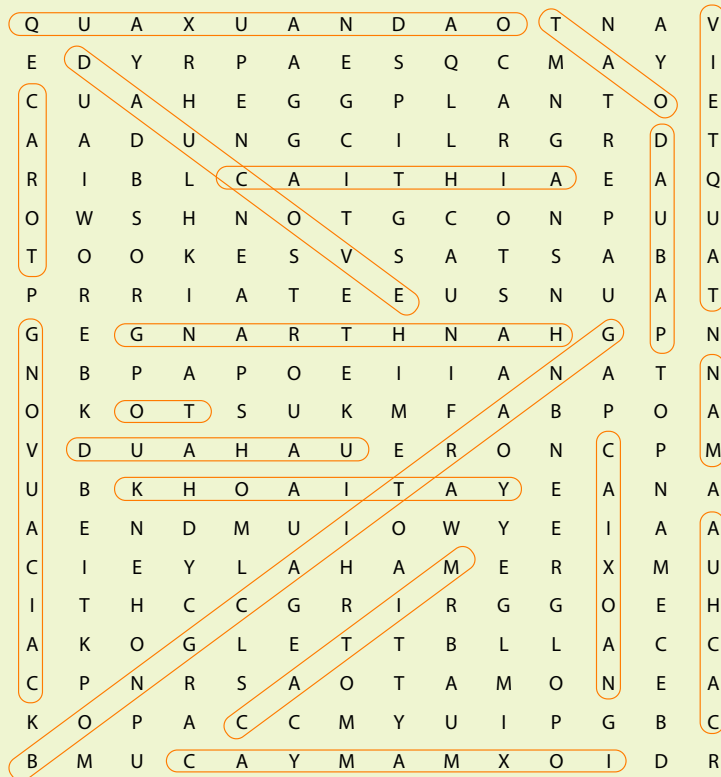 Q U A X U A N D A O T N A V
E D Y R P A E S Q C M A Y I
C U A H E G G P L A N T O E
A A D U N G C I L R G R D T
R I B L C A I T H I A E A Q
O W S H N O T G C O N P U U
T O O K E S V S A T S A B A
P R R I A T E E U S N U A T
G E G N A R T H N A H G P N
N B P A P O E I I A N A T N
O K O T S U K M F A B P O A
V D U A H A U E R O N C P M
U B K H O A I T A Y E A N A
A E N D M U I O W Y E I A A
C I E Y L A H A M E R X M U
I T H C C G R I R G G O E H
A K O G L E T T B L L A C C
C P N R S A O T A M O N E A
K O P A C C M Y U I P G B C
B M U C A Y M A M X O I D R